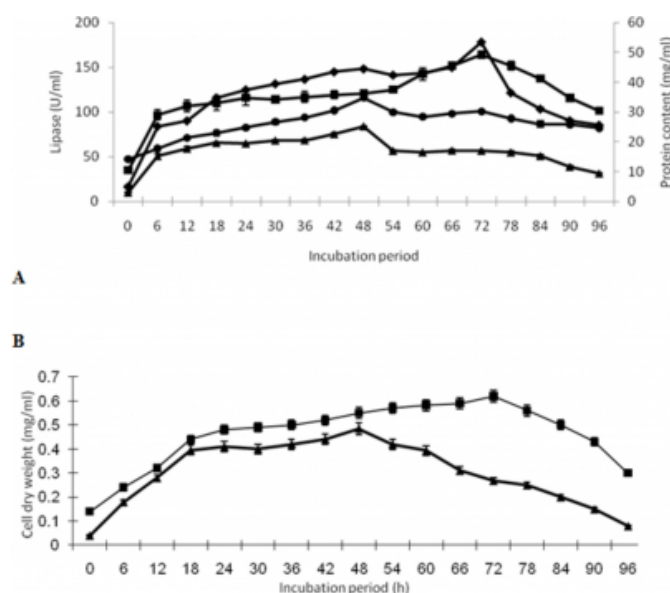 200
150
100
50
0
Lipase (U/ml)
60
50
40
30
20
10
0
Protein content (mg/ml)
0 6 12 18 24 30 36 42 48 54 60 66 72 78 84 90 96
Incubation period
A
B
0.7
0.6
0.5
0.4
0.3
0.2
0.1
0
Cell dry weight (mg/ml)
0 6 12 18 24 30 36 42 48 54 60 66 72 78 84 90 96
Incubation period (h)